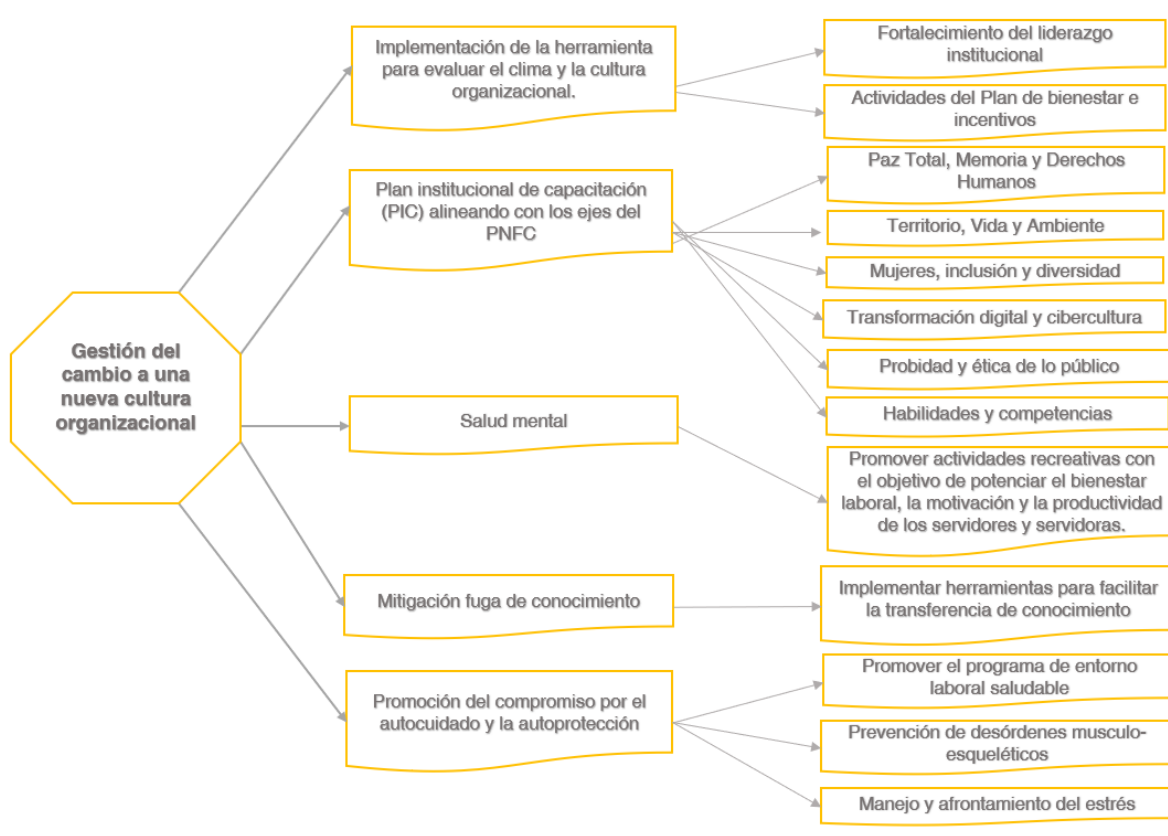 Gestión del
cambio a una
nueva cultura
organizacional
Implementación de la herramienta
para evaluar el clima y la cultura
organizacional.
Fortalecimiento del liderazgo
institucional
Actividades del Plan de bienestar e
incentivos
Plan institucional de capacitación
(PIC) alineando con los ejes del
PNFC
Paz Total, Memoria y Derechos
Humanos
Territorio, Vida y Ambiente
Mujeres, inclusión y diversidad
Transformación digital y cibercultura
Probidad y ética de lo público
Habilidades y competencias
Salud mental
Promover actividades recreativas con
el objetivo de potenciar el bienestar
laboral, la motivación y la productividad
de los servidores y servidoras.
Mitigación fuga de conocimiento
Implementar herramientas para facilitar
la transferencia de conocimiento
Promoción del compromiso por el
autocuidado y la autoprotección
Promover el programa de entorno
laboral saludable
Prevención de desórdenes musculo-
esqueléticos
Manejo y afrontamiento del estrés